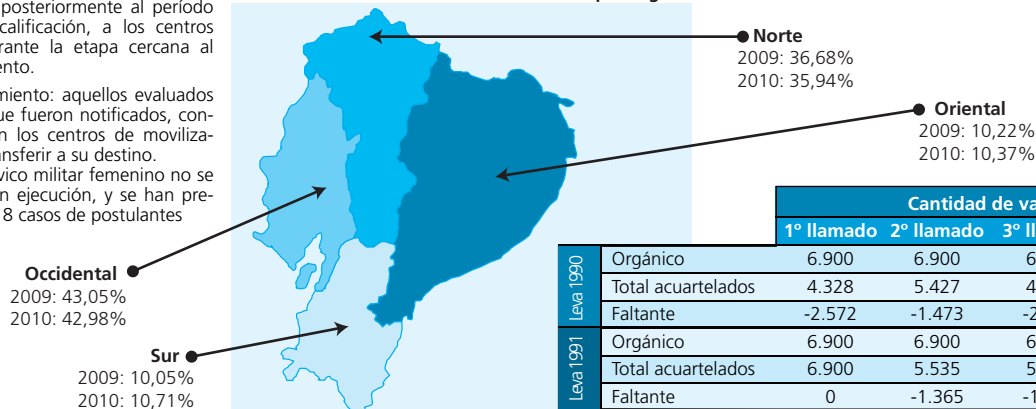 posteriormente al período
calificación, a los centros
rante la etapa cercana al
ento.
miento: aquellos evaluados
ue fueron notificados, con-
n los centros de moviliza-
ansferir a su destino.
vico militar femenino no se
n ejecución, y se han pre-
8 casos de postulantes
Norte
2009: 36,68%
2010: 35,94%
Oriental
2009: 10,22%
2010: 10,37%
Occidental
2009: 43,05%
2010: 42,98%
Sur
2009: 10,05%
2010: 10,71%
Cantidad de va
1º llamado 2º llamado 3º ll
Leva 1990
Orgánico 6.900 6.900 6
Total acuartelados 4.328 5.427 4
Faltante -2.572 -1.473 -2
Leva 1991
Orgánico 6.900 6.900 6
Total acuartelados 6.900 5.535 5
Faltante 0 -1.365 -1